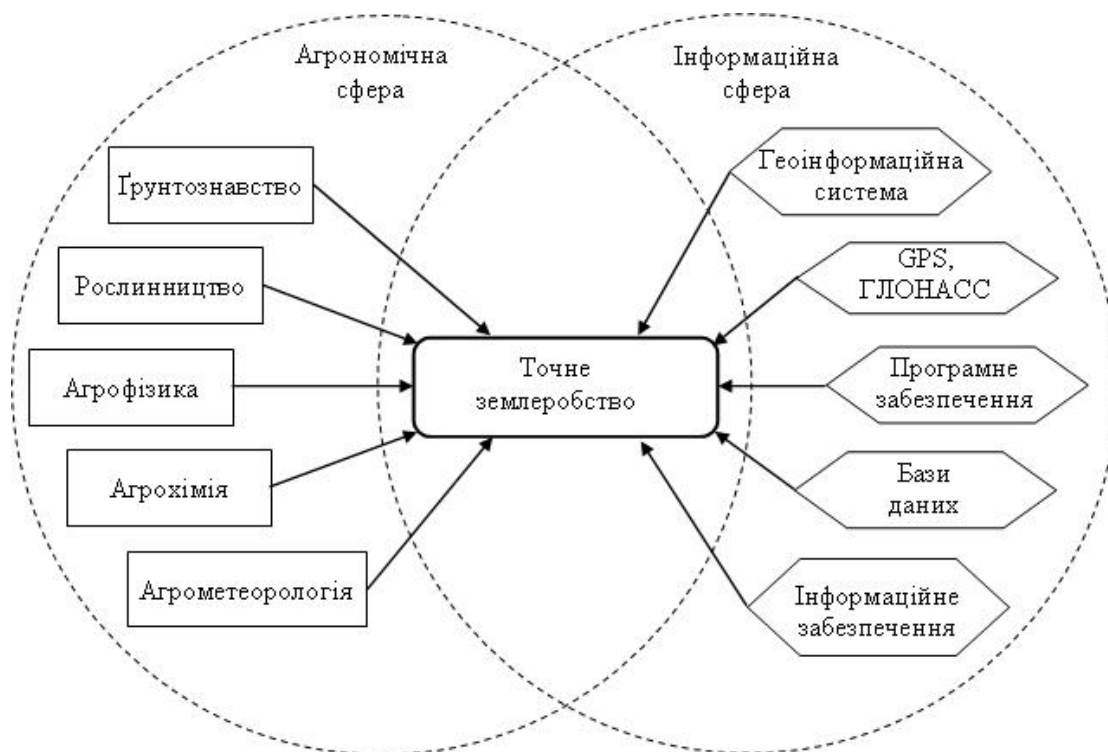 Агрономічна
сфера
Інформаційна
сфера
Ґрунтознавство
Рослинництво
Агрофізика
Агрохімія
Агрометеорологія
Точне
землеробство
Геоінформаційна
система
GPS,
ГЛОНАСС
Програмне
забезпечення
Бази
даних
Інформаційне
забезпечення